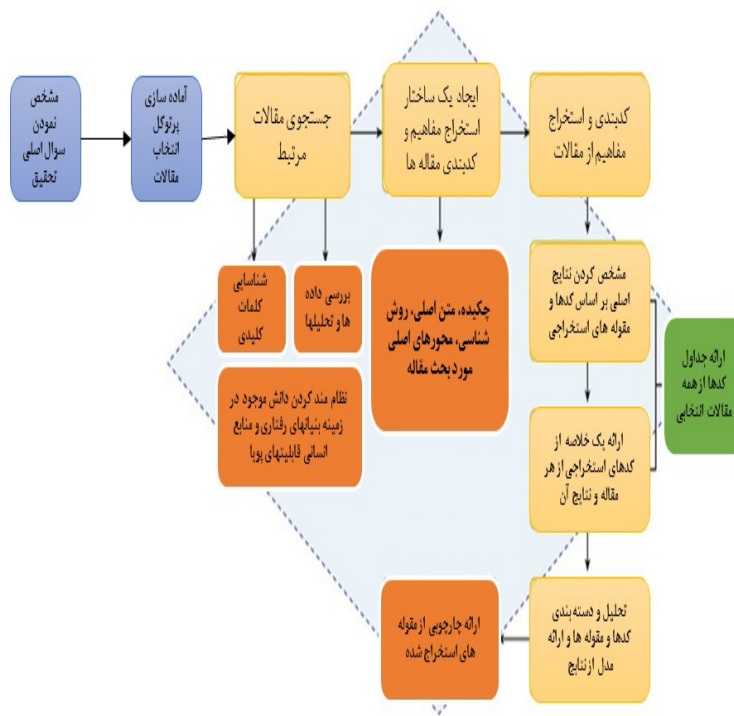 مشخص
نمودن
سوال اصلی
تحقیق
آماده سازی
پرتوکل
انتخاب
مقالات
جستجوی مقالات
مرتبط
ایجاد یک ساختار
استخراج مفاهیم و
کدبندی مقاله ها
کدبندی و استخراج
مفاهیم از مقالات
شناسایی
کلمات
کلیدی
بررسی داده
ها و تحلیلها
چکیده، متن اصلی، روش
شناسی، محورهای اصلی
مورد بحث مقاله
مشخص کردن نتایج
اصلی بر اساس کدها و
مقوله های استخراجی
ارائه جداول
کدها از همه
مقالات انتخابی
نظام مند کردن دانش موجود در
زمینه بنیانهای رفتاری و منابع
انسانی قابلیتهای پویا
ارائه یک خلاصه از
کدهای استخراجی از هر
مقاله و نتایج آن
تحلیل و دسته بندی
کدها و مقوله ها و ارائه
مدل از نتایج
ارائه چارچوبی از مقوله
های استخراج شده